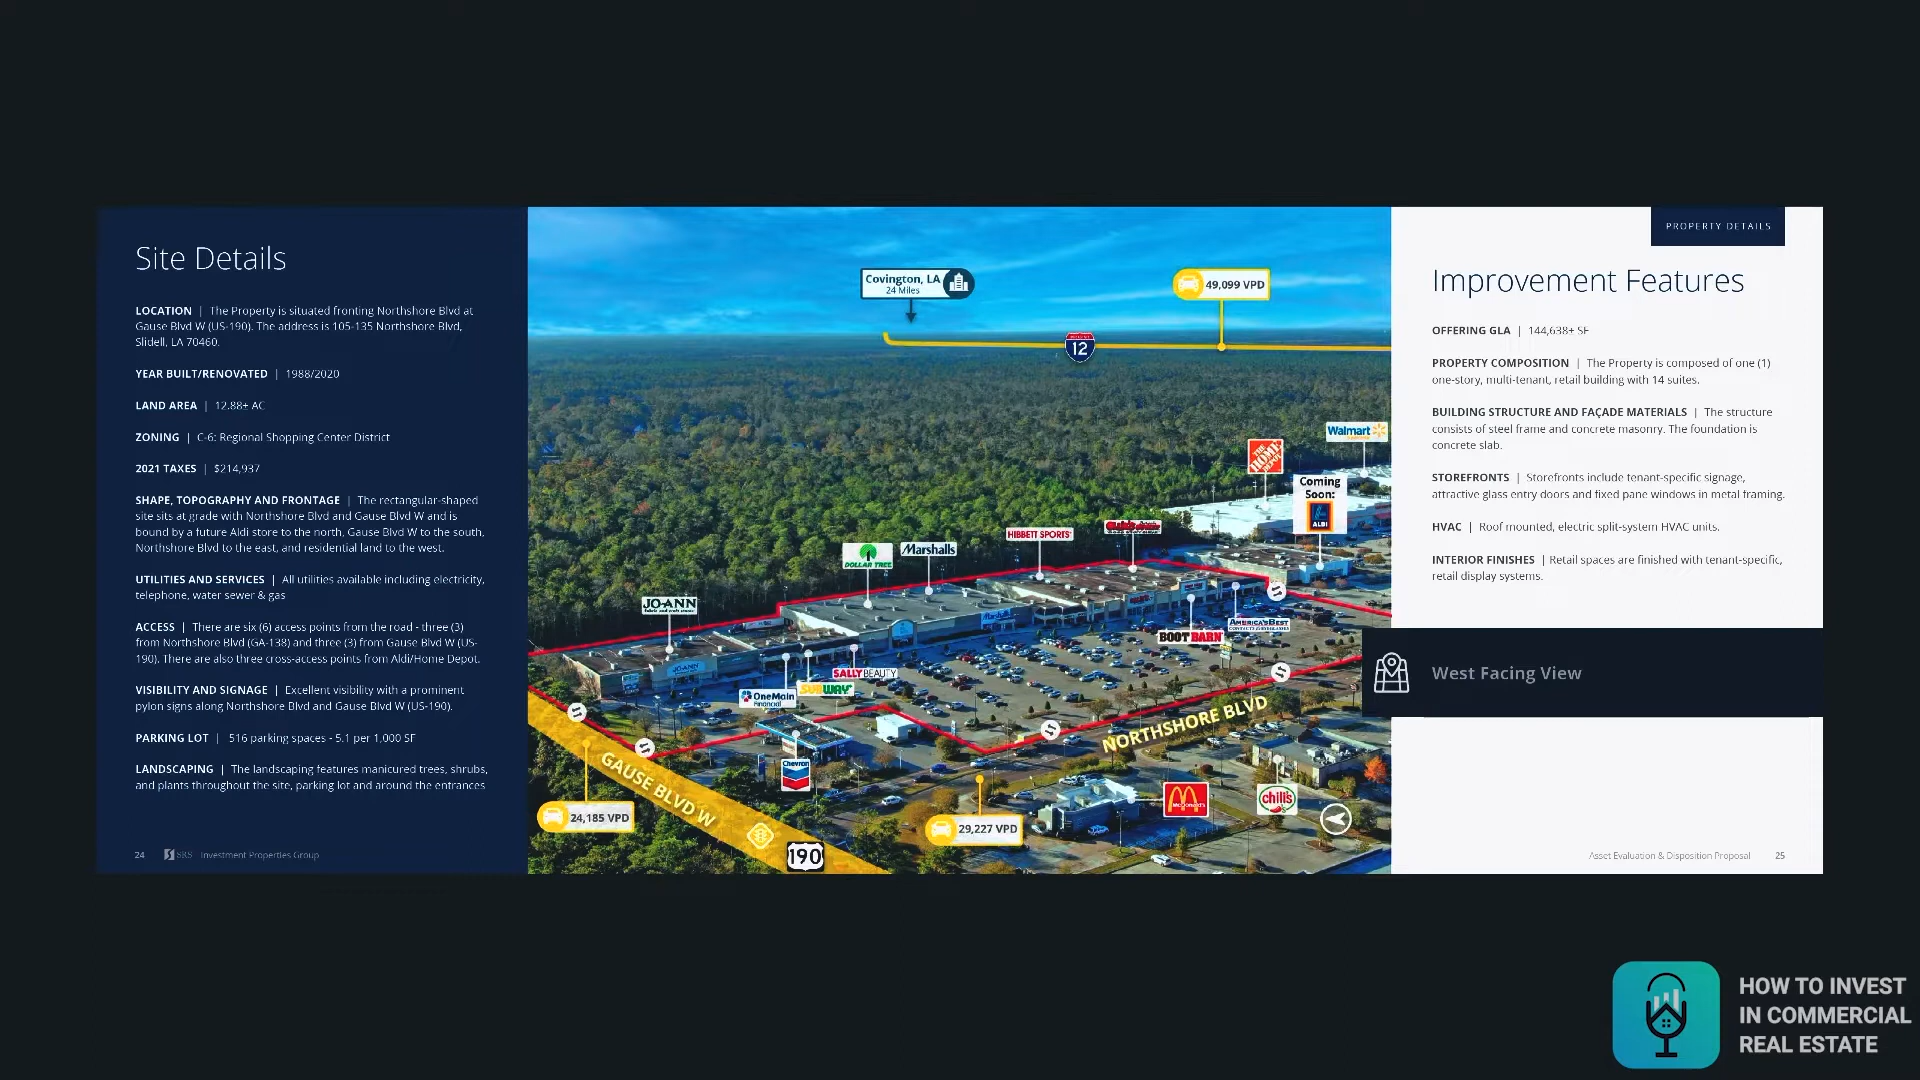 Site Details
LOCATION | The Property is situated fronting Northshore Blvd at
Gause Blvd W (US-190). The address is 105-135 Northshore Blvd,
Slidell, LA 70460.
YEAR BUILT/RENOVATED | 1988/2020
LAND AREA | 12.88± AC
ZONING | C-6: Regional Shopping Center District
2021 TAXES | $214,937
SHAPE, TOPOGRAPHY AND FRONTAGE | The rectangular-shaped
site sits at grade with Northshore Blvd and Gause Blvd W and is
bound by a future Aldi store to the north, Gause Blvd W to the south,
Northshore Blvd to the east, and residential land to the west.
UTILITIES AND SERVICES | All utilities available including electricity,
telephone, water sewer & gas
ACCESS | There are six (6) access points from the road - three (3)
from Northshore Blvd (GA-138) and three (3) from Gause Blvd W (US-
190). There are also three cross-access points from Aldi/Home Depot.
VISIBILITY AND SIGNAGE | Excellent visibility with a prominent
pylon signs along Northshore Blvd and Gause Blvd W (US-190).
PARKING LOT | 516 parking spaces - 5.1 per 1,000 SF
LANDSCAPING | The landscaping features manicured trees, shrubs,
and plants throughout the site, parking lot and around the entrances
24 SRS Investment Properties Group
Covington, LA
24 Miles
49,099 VPD
12
Walmart
THE HOME DEPOT
Coming
Soon:
ALDI
HIBBETT SPORTS
DOLLAR TREE
Marshalls
JO-ANN
BOOT BARN
AMERICA'S BEST
CONTACTS & EYEGLASSES
SALLY BEAUTY
OneMain
Financial
SUBWAY
Chevron
NORTHSHORE BLVD
GAUSE BLVD W
McDonald's
chili's
24,185 VPD
29,227 VPD
190
PROPERTY DETAILS
Improvement Features
OFFERING GLA | 144,638± SF
PROPERTY COMPOSITION | The Property is composed of one (1)
one-story, multi-tenant, retail building with 14 suites.
BUILDING STRUCTURE AND FAÇADE MATERIALS | The structure
consists of steel frame and concrete masonry. The foundation is
concrete slab.
STOREFRONTS | Storefronts include tenant-specific signage,
attractive glass entry doors and fixed pane windows in metal framing.
HVAC | Roof mounted, electric split-system HVAC units.
INTERIOR FINISHES | Retail spaces are finished with tenant-specific,
retail display systems.
West Facing View
Asset Evaluation & Disposition Proposal 25
HOW TO INVEST
IN COMMERCIAL
REAL ESTATE